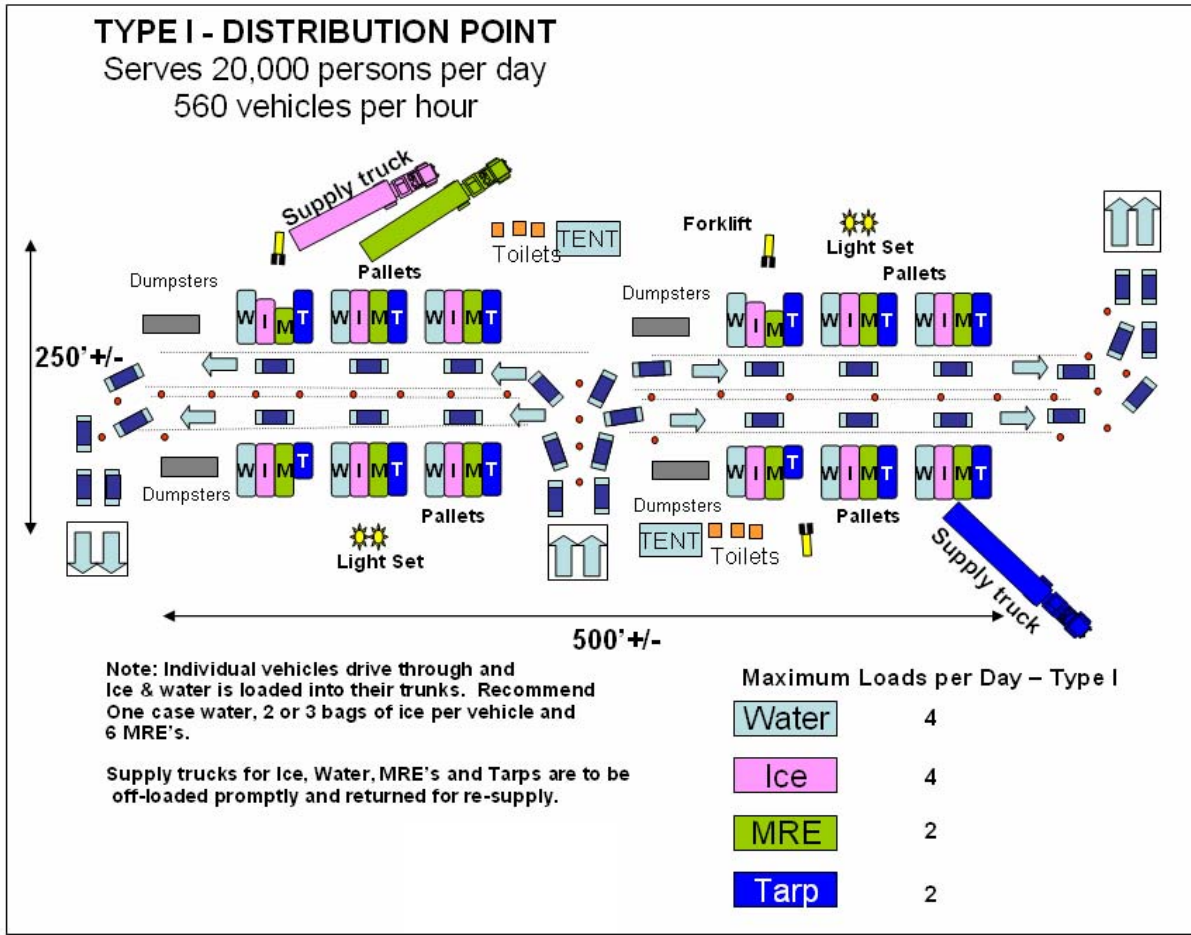 TYPE I - DISTRIBUTION POINT
Serves 20,000 persons per day
560 vehicles per hour
Supply truck
Toilets
TENT
Forklift
Light Set
Pallets
Pallets
Dumpsters
Dumpsters
W I M T
W I M T
W I M T
W I M T
W I M T
W I M T
250'+/-
W I M T
W I M T
W I M T
W I M T
W I M T
W I M T
Dumpsters
Dumpsters
Pallets
Pallets
Light Set
TENT
Toilets
Supply truck
500'+/-
Note: Individual vehicles drive through and
Ice & water is loaded into their trunks. Recommend
One case water, 2 or 3 bags of ice per vehicle and
6 MRE's.
Supply trucks for Ice, Water, MRE's and Tarps are to be
off-loaded promptly and returned for re-supply.
Maximum Loads per Day – Type I
Water 4
Ice 4
MRE 2
Tarp 2